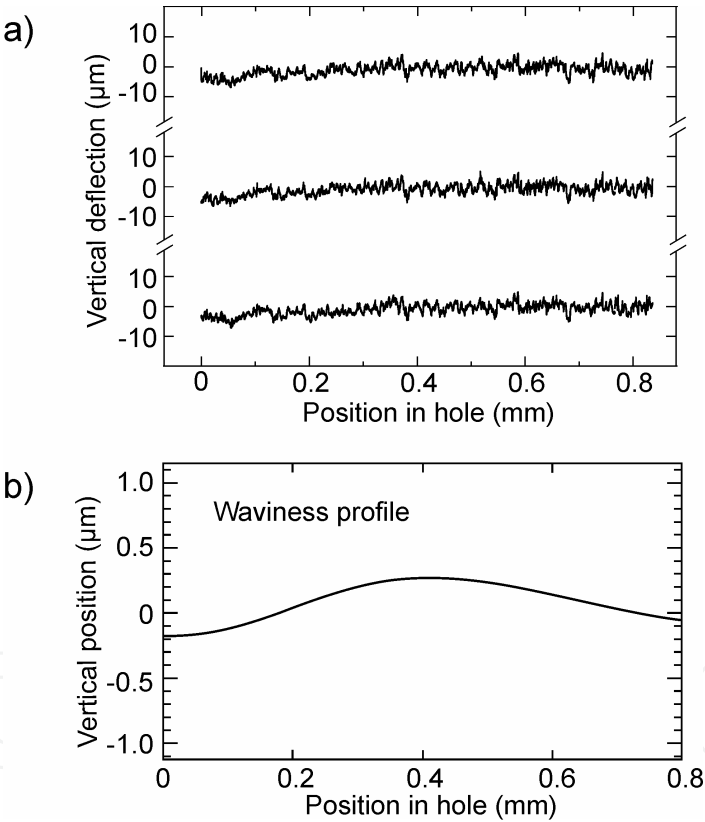 a)
Vertical deflection (μm)
10
0
-10
10
0
-10
10
0
-10
0 0.2 0.4 0.6 0.8
Position in hole (mm)
b)
Waviness profile
Vertical position (μm)
1.0
0.5
0
-0.5
-1.0
0 0.2 0.4 0.6 0.8
Position in hole (mm)